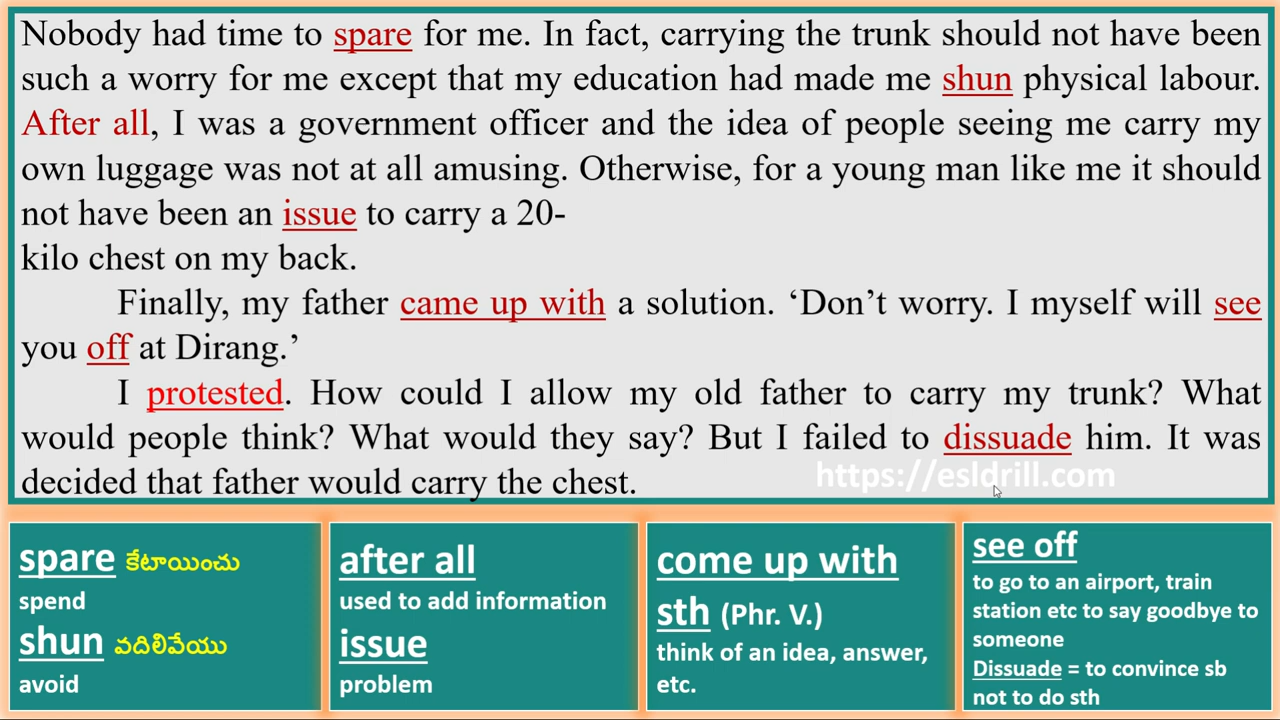 Nobody had time to spare for me. In fact, carrying the trunk should not have been
such a worry for me except that my education had made me shun physical labour.
After all, I was a government officer and the idea of people seeing me carry my
own luggage was not at all amusing. Otherwise, for a young man like me it should
not have been an issue to carry a 20-
kilo chest on my back.
Finally, my father came up with a solution. ‘Don’t worry. I myself will see
you off at Dirang.’
I protested. How could I allow my old father to carry my trunk? What
would people think? What would they say? But I failed to dissuade him. It was
decided that father would carry the chest.
https://esldrill.com
spare కేటాయించు
spend
shun వదిలివేయు
avoid
after all
used to add information
issue
problem
come up with
sth (Phr. V.)
think of an idea, answer,
etc.
see off
to go to an airport, train
station etc to say goodbye to
someone
Dissuade = to convince sb
not to do sth